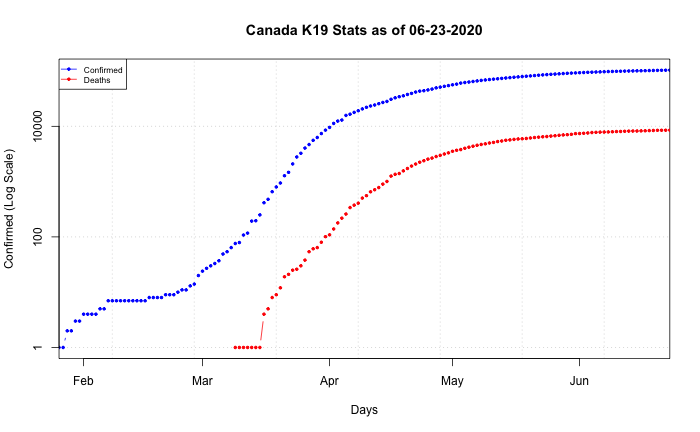 Canada K19 Stats as of 06-23-2020
Confirmed
Deaths
Confirmed (Log Scale)
10000
100
1
Feb Mar Apr May Jun
Days